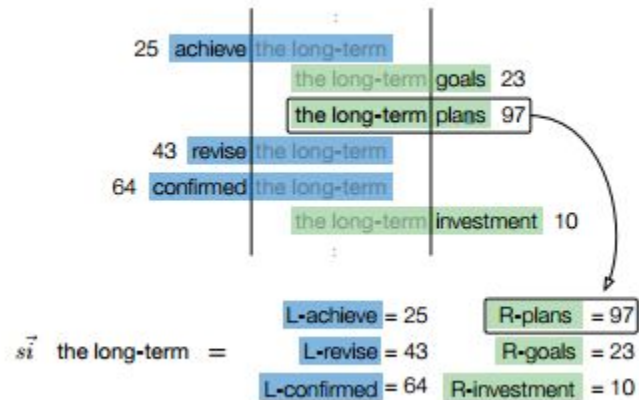 25 achieve the long-term
the long-term goals 23
the long-term plans 97
43 revise the long-term
64 confirmed the long-term
the long-term investment 10
L-achieve = 25 R-plans = 97
si the long-term = L-revise = 43 R-goals = 23
L-confirmed = 64 R-investment = 10